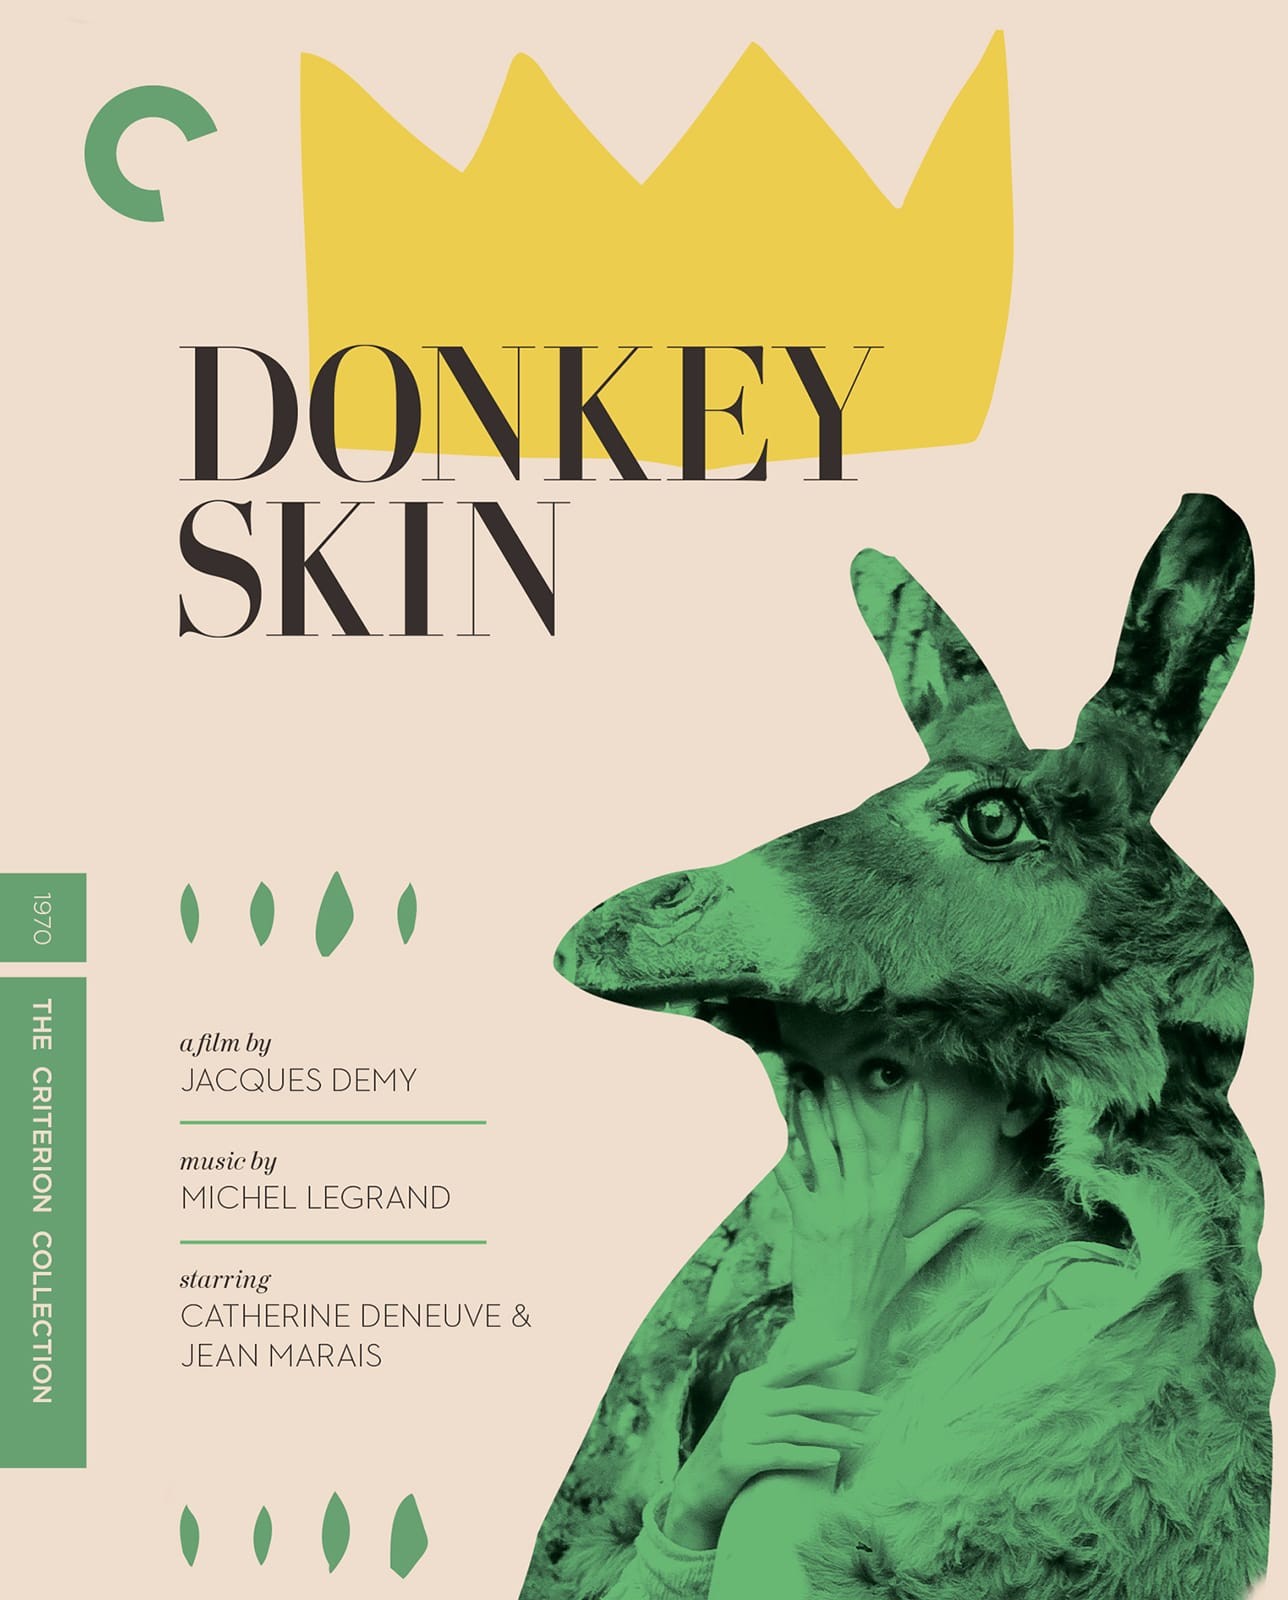 DONKEY
SKIN
1970
THE CRITERION COLLECTION
a film by
JACQUES DEMY
music by
MICHEL LEGRAND
starring
CATHERINE DENEUVE &
JEAN MARAIS